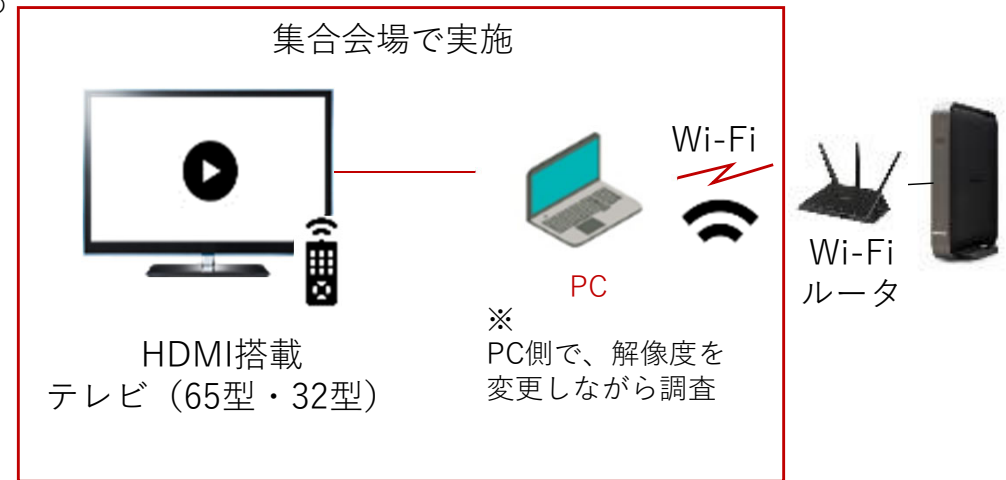 集合会場で実施
Wi-Fi
Wi-Fi
ルータ
PC
※
PC側で、解像度を
変更しながら調査
HDMI搭載
テレビ（65型・32型）